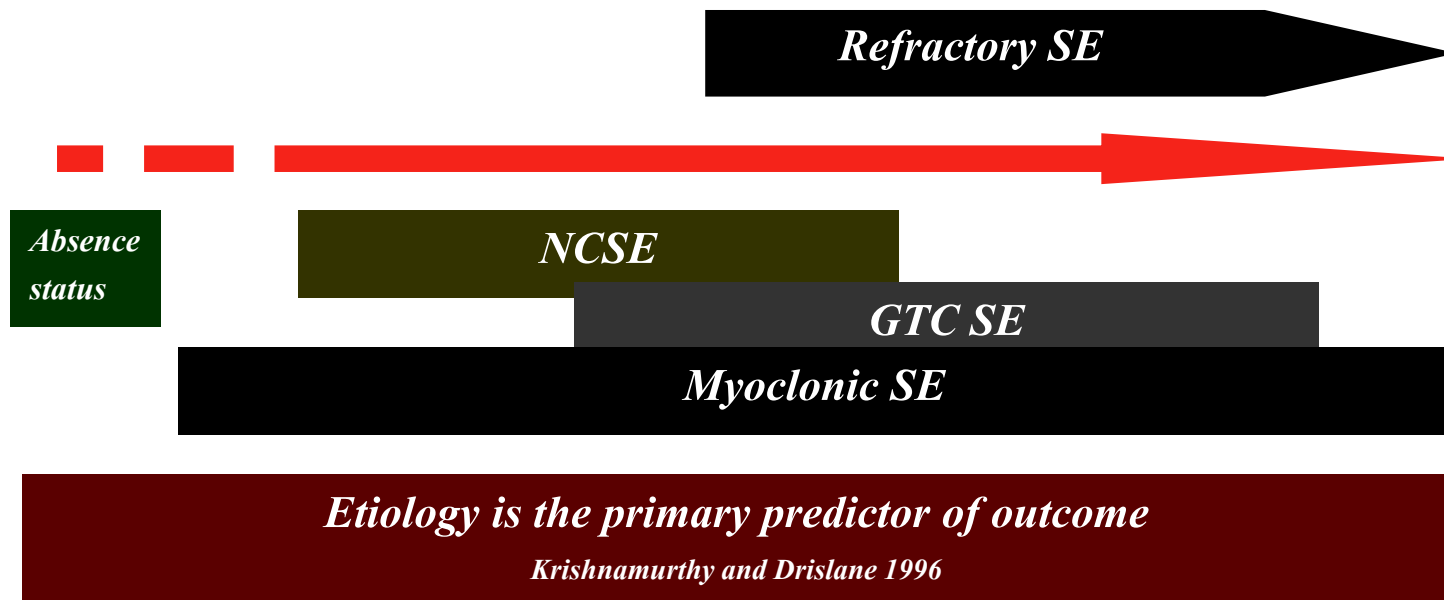 Refractory SE
Absence
status
NCSE
GTC SE
Myoclonic SE
Etiology is the primary predictor of outcome
Krishnamurthy and Drislane 1996